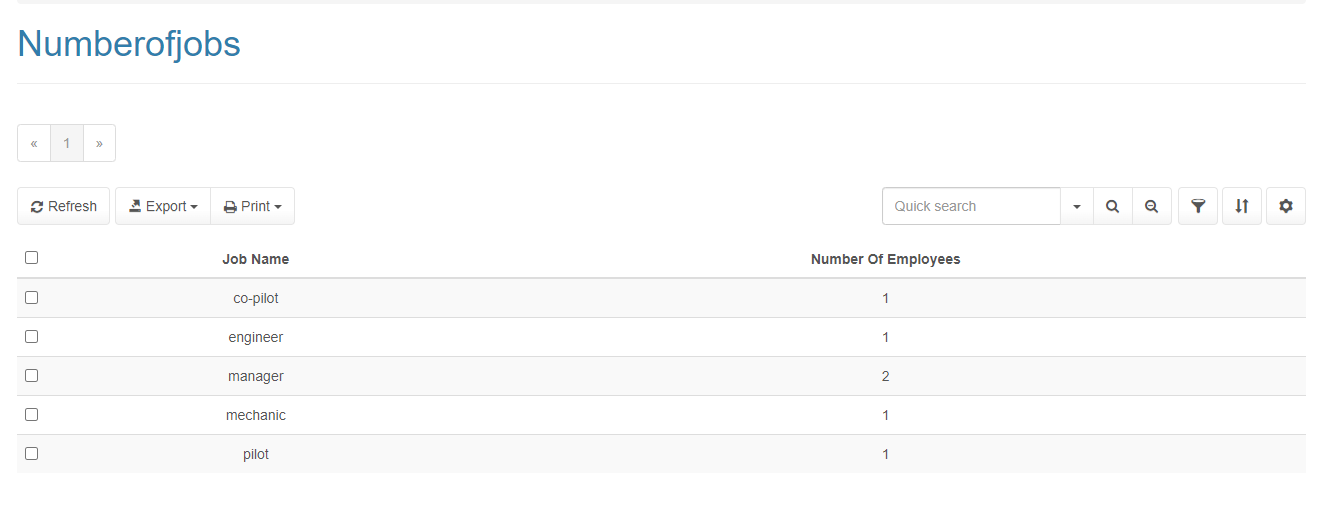 Numberofjobs
« 1 »
Refresh Export Print Quick search
Job Name Number Of Employees
co-pilot 1
engineer 1
manager 2
mechanic 1
pilot 1